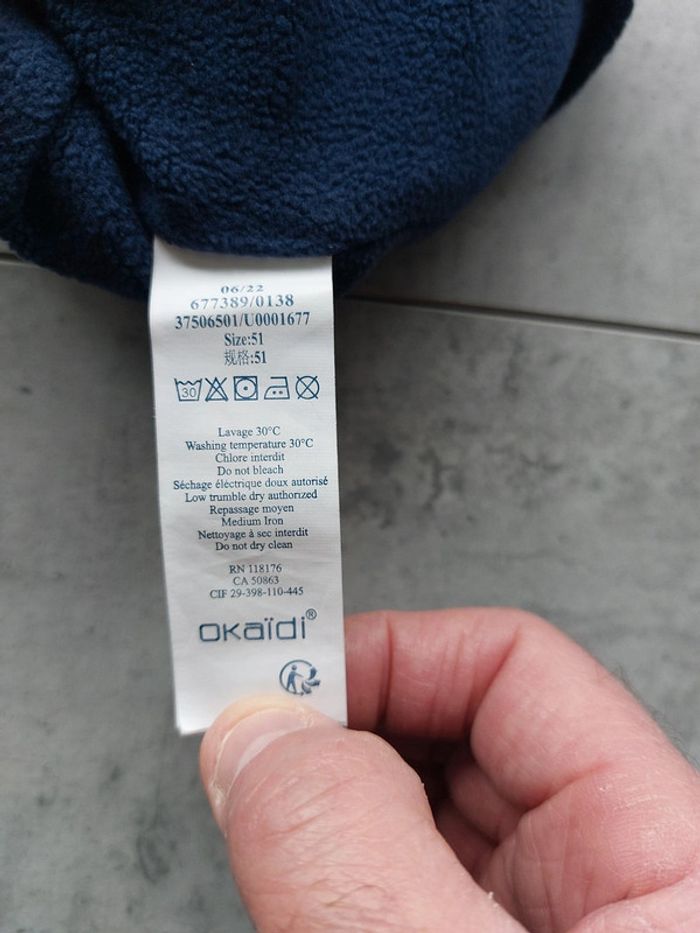 06/22
677389/0138
37506501/U0001677
Size:51
规格:51
30
Lavage 30°C
Washing temperature 30°C
Chlore interdit
Do not bleach
Séchage éléctrique doux autorisé
Low trumble dry authorized
Repassage moyen
Medium Iron
Nettoyage à sec interdit
Do not dry clean
RN 118176
CA 50863
CIF 29-398-110-445
okaïdi®